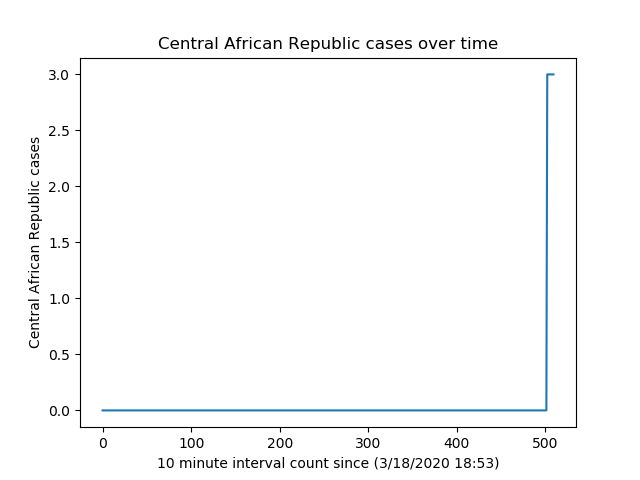 Central African Republic cases over time
3.0
2.5
2.0
1.5
1.0
0.5
0.0
Central African Republic cases
0 100 200 300 400 500
10 minute interval count since (3/18/2020 18:53)